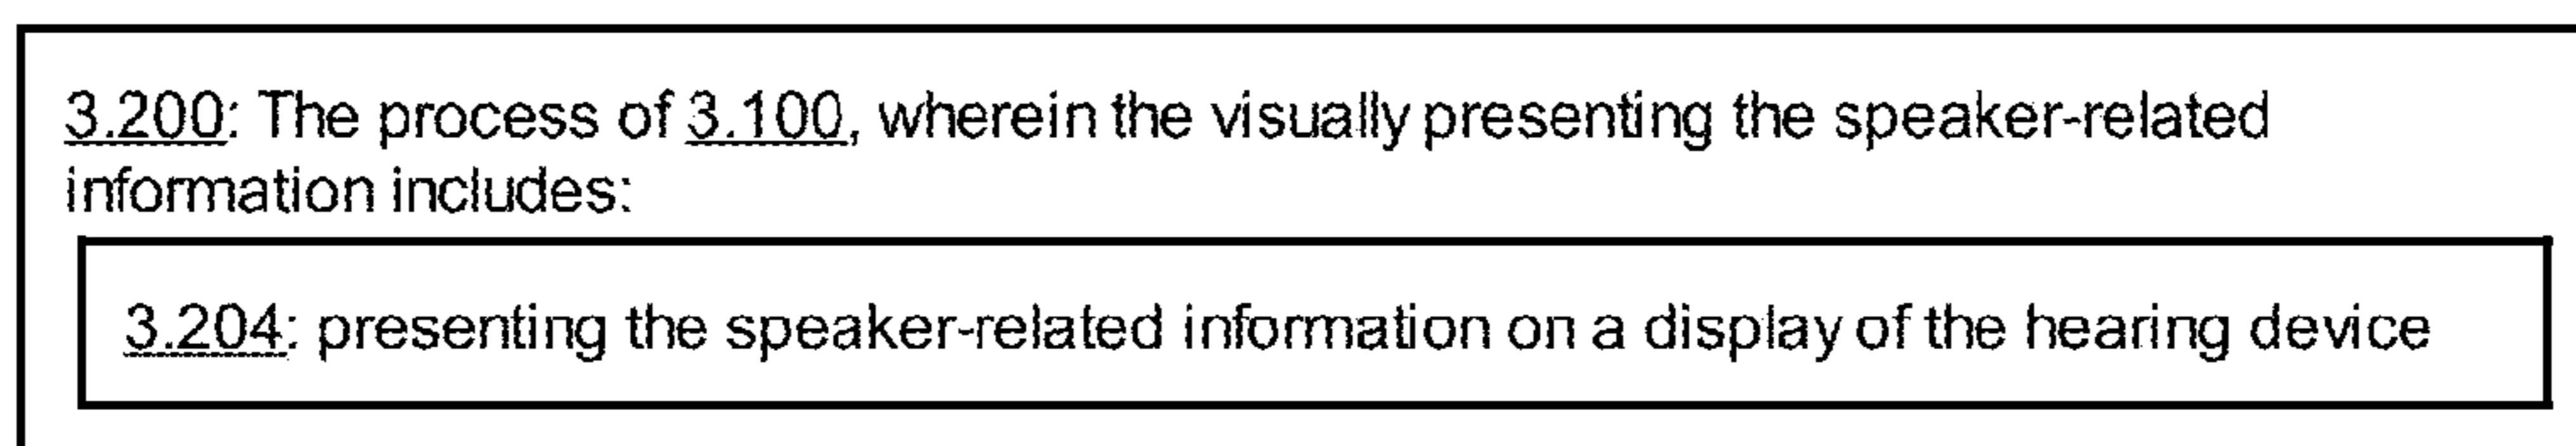 3.200: The process of 3.100, wherein the visually presenting the speaker-related
information includes:
3.204: presenting the speaker-related information on a display of the hearing device